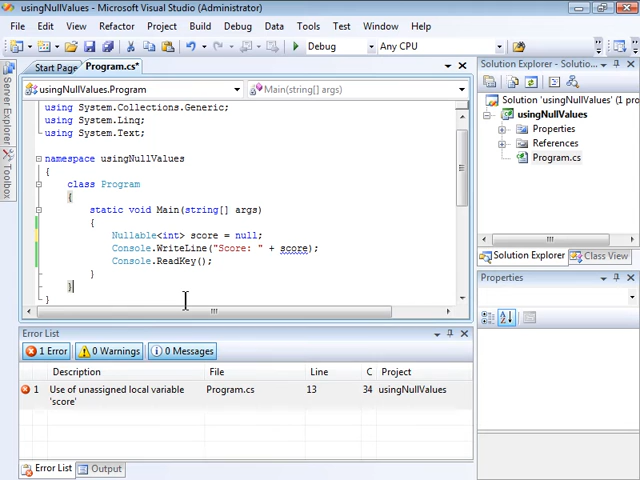 usingNullValues - Microsoft Visual Studio (Administrator)
File Edit View Refactor Project Build Debug Data Tools Test Window Help
Debug Any CPU
Server Explorer
Toolbox
Start Page Program.cs*
usingNullValues.Program Main(string[] args)
using System.Collections.Generic;
using System.Linq;
using System.Text;
namespace usingNullValues
{
class Program
{
static void Main(string[] args)
{
Nullable<int> score = null;
Console.WriteLine("Score: " + score);
Console.ReadKey();
}
}
}
Solution Explorer - Solution...
Solution 'usingNullValues' (1 pro
usingNullValues
Properties
References
Program.cs
Solution Explorer Class View
Properties
Error List
1 Error 0 Warnings 0 Messages
Description File Line C Project
1 Use of unassigned local variable 'score' Program.cs 13 34 usingNullValues
Error List Output